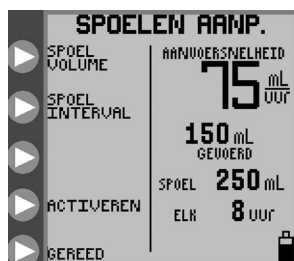 SPOELEN AANP.
SPOEL
VOLUME
SPOEL
INTERVAL
ACTIVEREN
GEREED
AANVOERSNELHEID
75 mL
uur
150 mL
GEVOERD
SPOEL 250 mL
ELK 8 uur